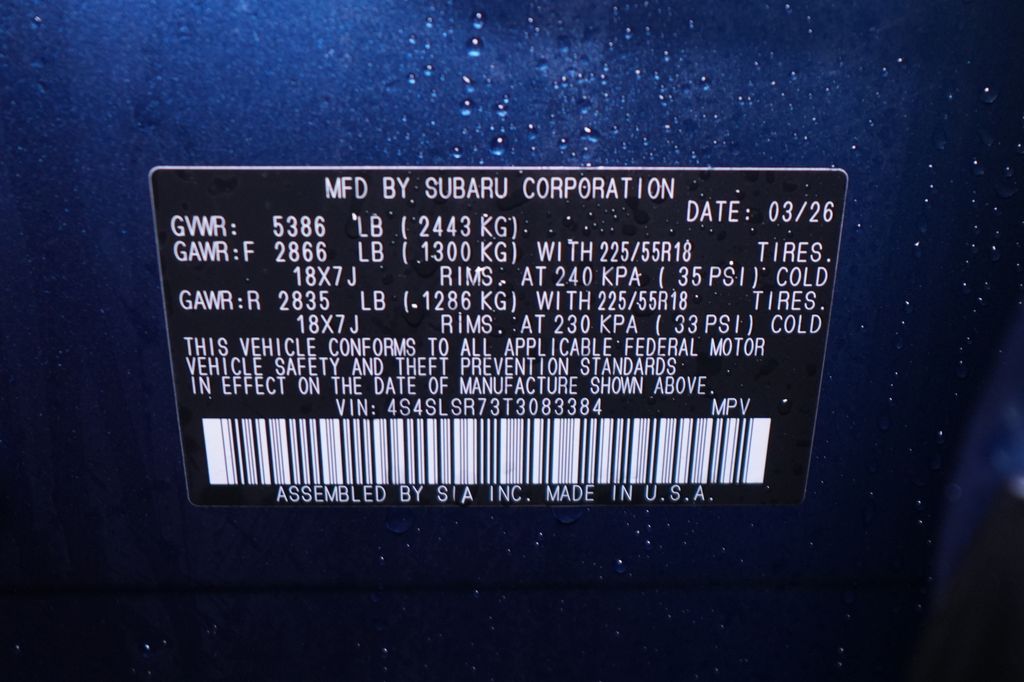 MFD BY SUBARU CORPORATION
DATE: 03/26
GVWR: 5386 LB ( 2443 KG)
GAWR:F 2866 LB ( 1300 KG) WITH 225/55R18 TIRES.
18X7J RIMS. AT 240 KPA ( 35 PSI) COLD
GAWR:R 2835 LB ( 1286 KG) WITH 225/55R18 TIRES.
18X7J RIMS. AT 230 KPA ( 33 PSI) COLD
THIS VEHICLE CONFORMS TO ALL APPLICABLE FEDERAL MOTOR
VEHICLE SAFETY AND THEFT PREVENTION STANDARDS
IN EFFECT ON THE DATE OF MANUFACTURE SHOWN ABOVE.
VIN: 4S4SLSR73T3083384 MPV
ASSEMBLED BY SIA INC. MADE IN U.S.A.